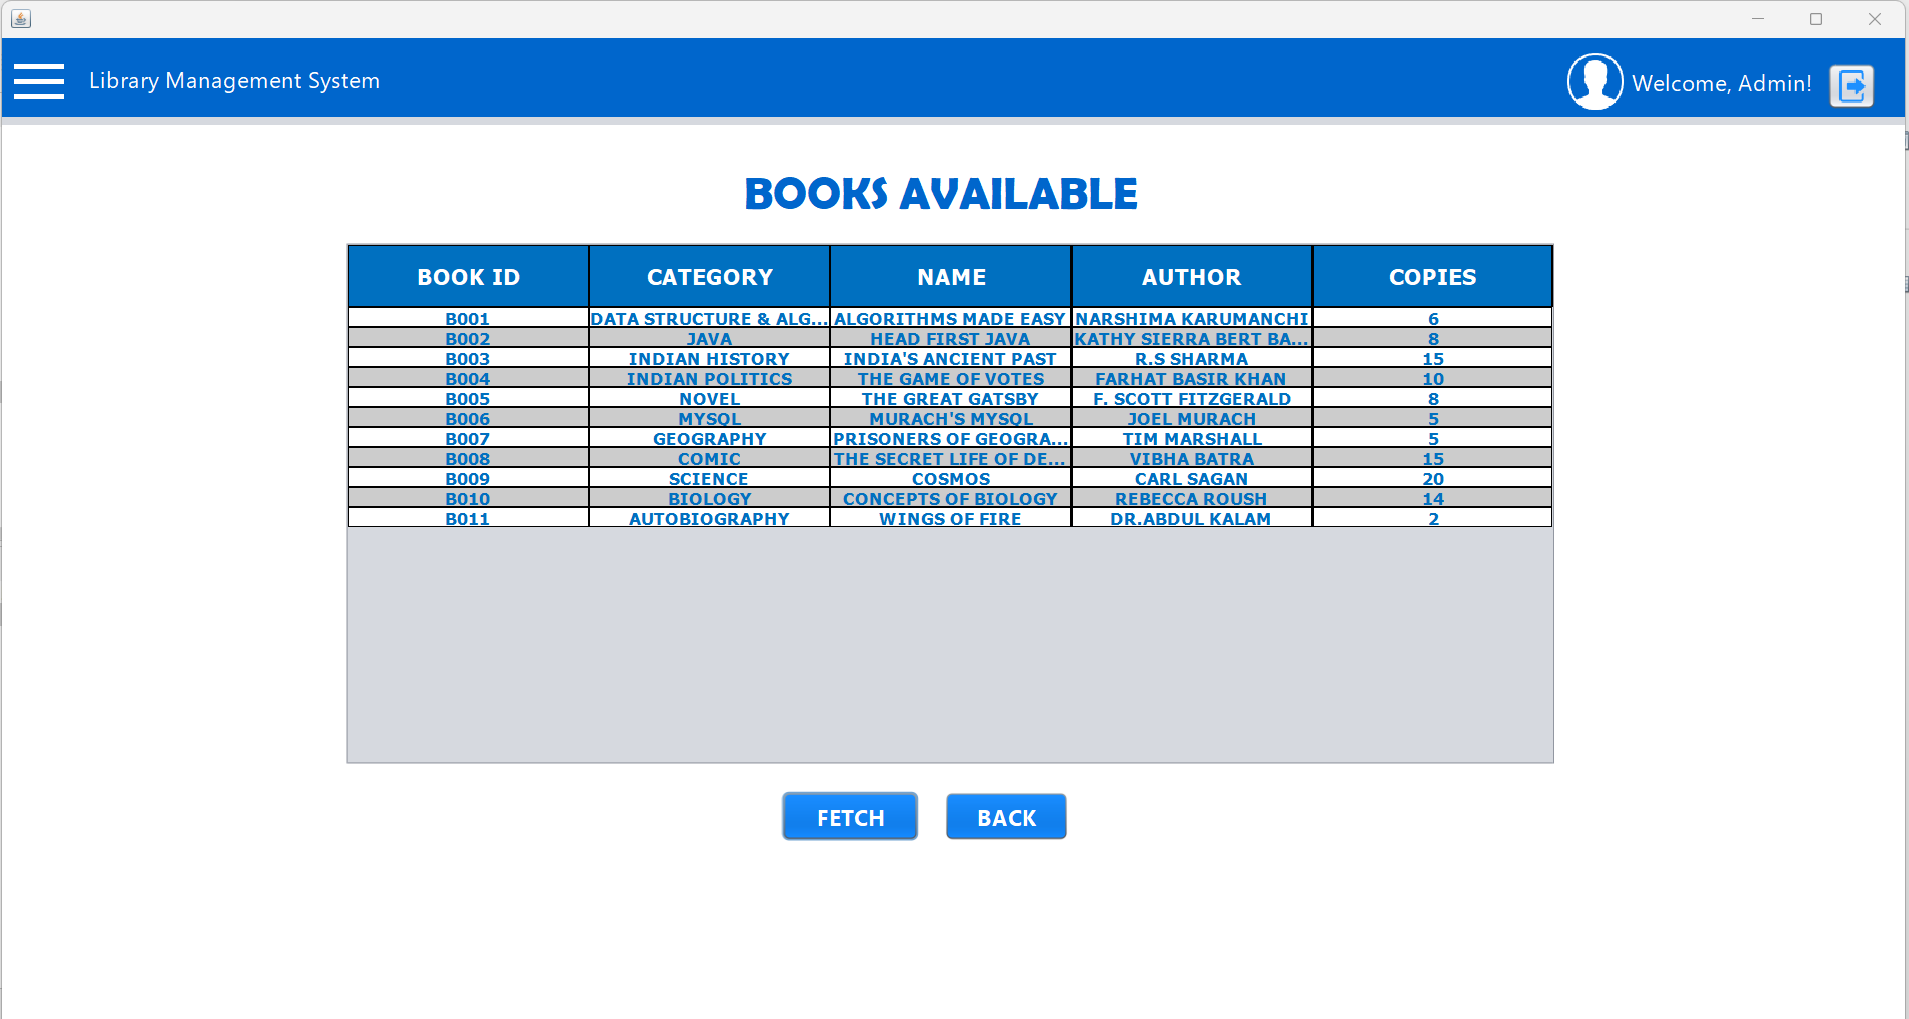 Library Management System
Welcome, Admin!
BOOKS AVAILABLE
BOOK ID CATEGORY NAME AUTHOR COPIES
B001 DATA STRUCTURE & ALG... ALGORITHMS MADE EASY NARSHIMA KARUMANCHI 6
B002 JAVA HEAD FIRST JAVA KATHY SIERRA BERT BA... 8
B003 INDIAN HISTORY INDIA'S ANCIENT PAST R.S SHARMA 15
B004 INDIAN POLITICS THE GAME OF VOTES FARHAT BASIR KHAN 10
B005 NOVEL THE GREAT GATSBY F. SCOTT FITZGERALD 8
B006 MYSQL MURACH'S MYSQL JOEL MURACH 5
B007 GEOGRAPHY PRISONERS OF GEOGRA... TIM MARSHALL 5
B008 COMIC THE SECRET LIFE OF DE... VIBHA BATRA 15
B009 SCIENCE COSMOS CARL SAGAN 20
B010 BIOLOGY CONCEPTS OF BIOLOGY REBECCA ROUSH 14
B011 AUTOBIOGRAPHY WINGS OF FIRE DR.ABDUL KALAM 2
FETCH BACK